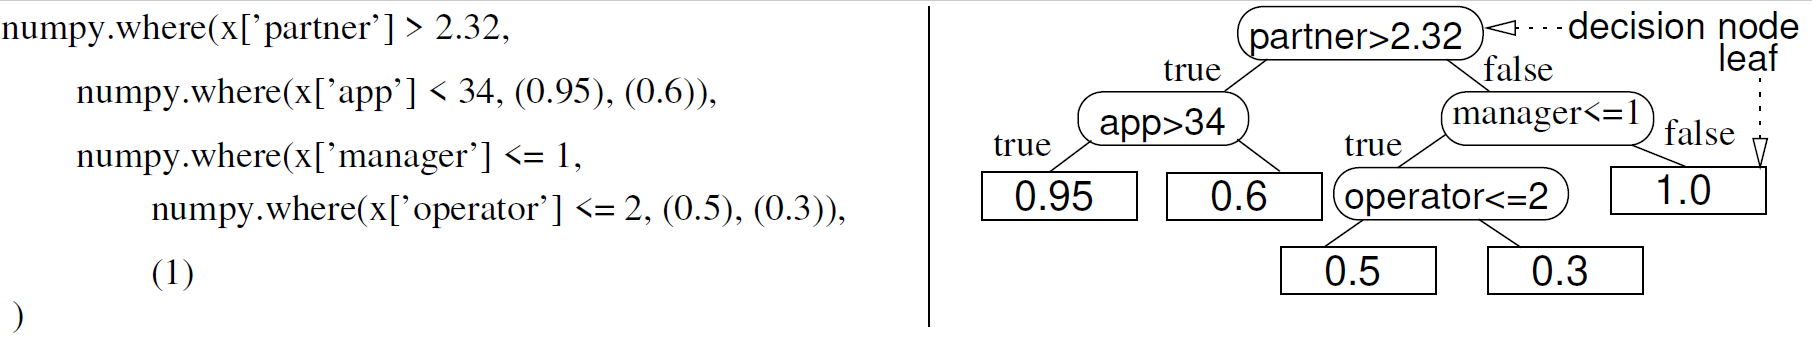 numpy.where(x['partner'] > 2.32,
numpy.where(x['app'] < 34, (0.95), (0.6)),
numpy.where(x['manager'] <= 1,
numpy.where(x['operator'] <= 2, (0.5), (0.3)),
(1)
)
partner>2.32
decision node
leaf
true
false
app>34
manager<=1
true
true
false
0.95
0.6
operator<=2
1.0
0.5
0.3